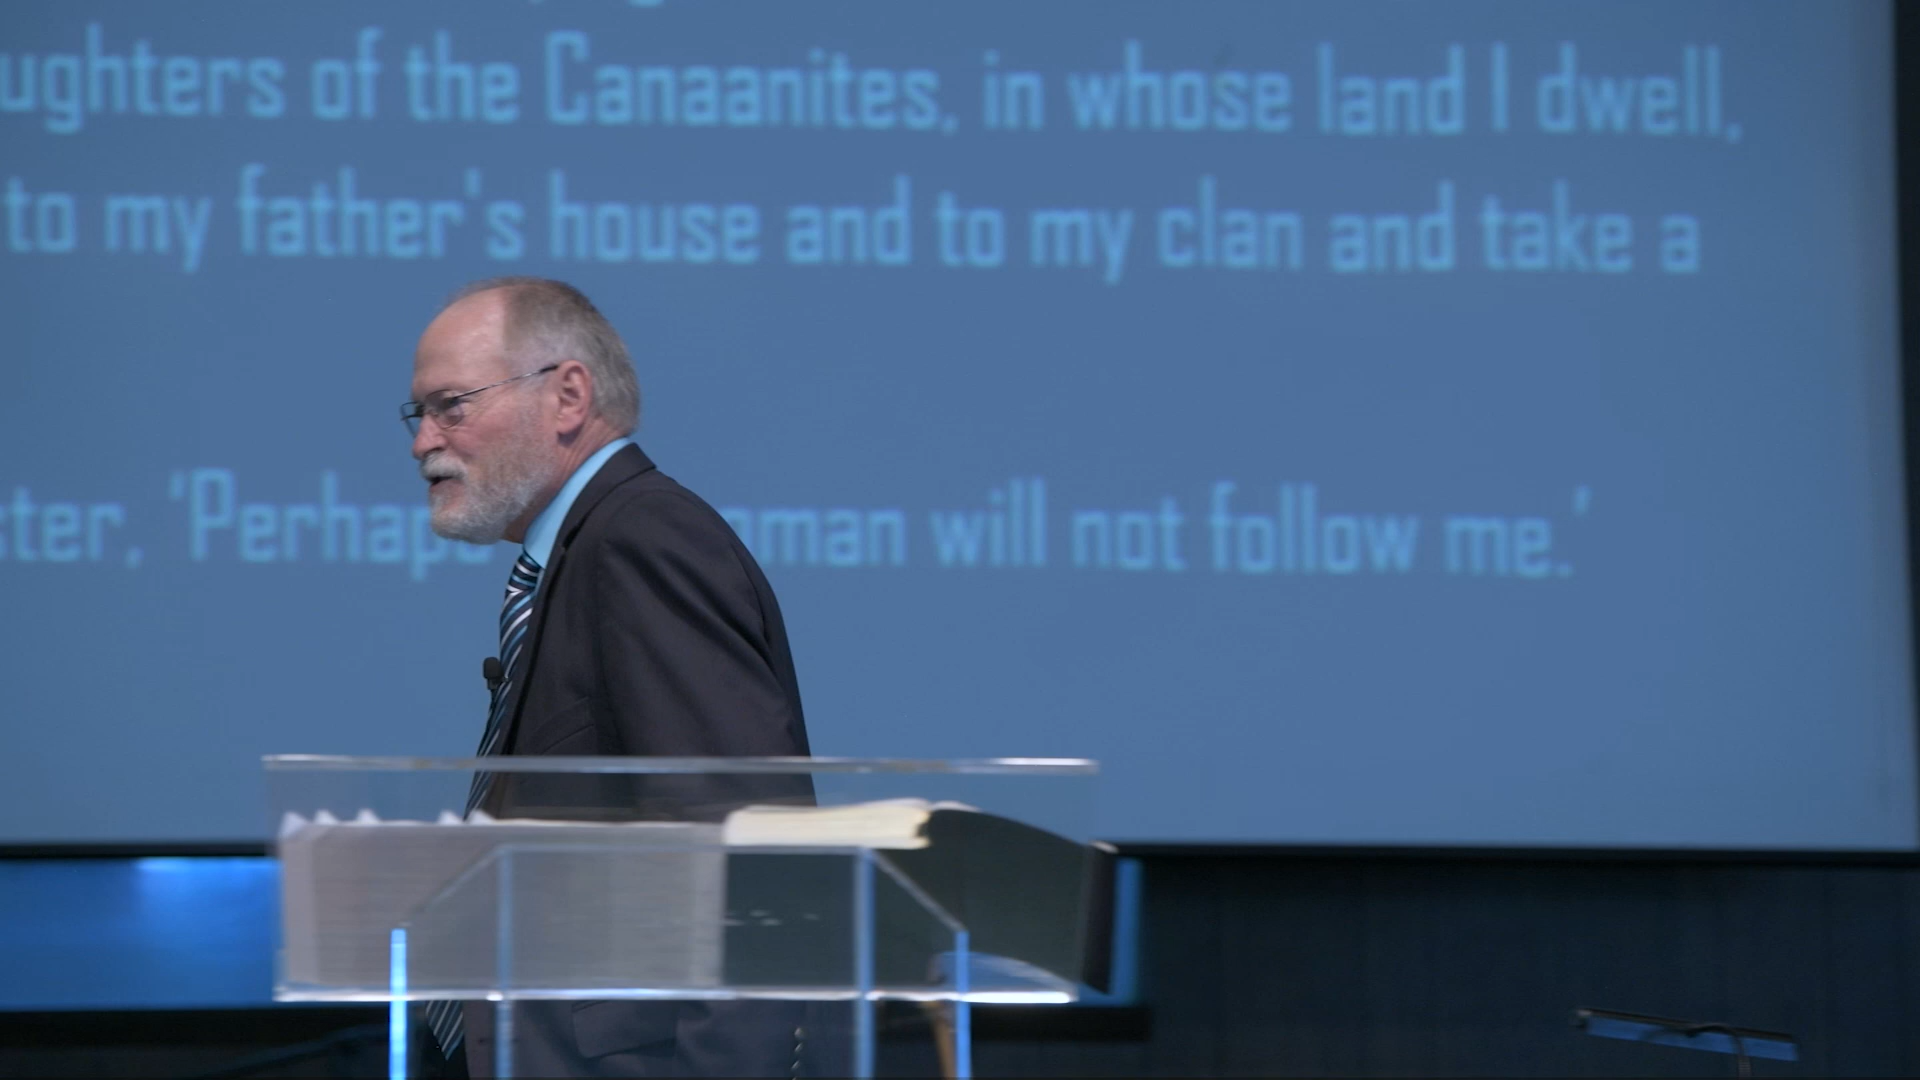 ughters of the Canaanites, in whose land I dwell,
to my father's house and to my clan and take a
ster, 'Perhaps oman will not follow me.'